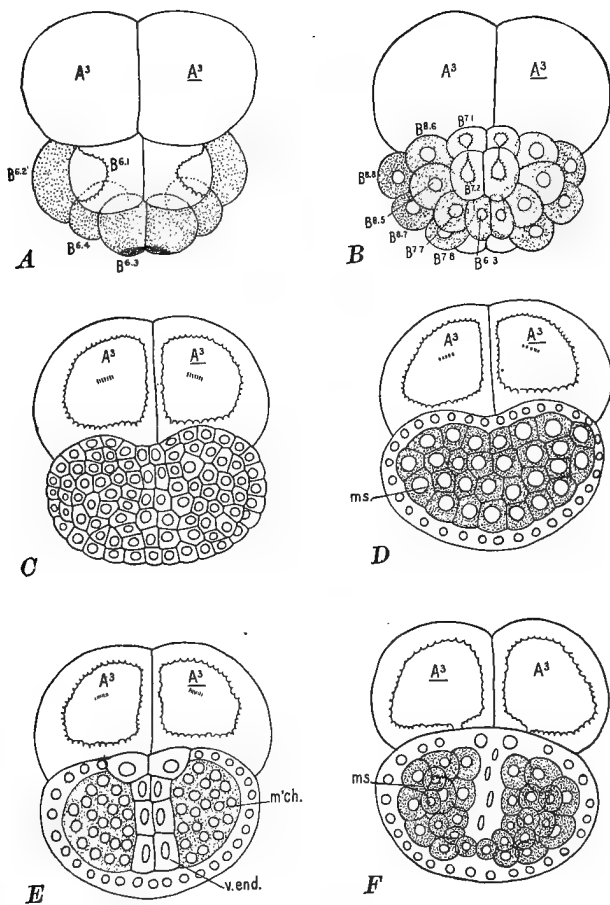 A³ A³
B⁶·² B⁶·¹
B⁶·⁴
B⁶·³
A
A³ A³
B⁸·⁶ B⁷·¹
B⁸·⁸
B⁷·²
B⁸·⁵
B⁸·⁷
B⁷·⁷ B⁷·⁸ B⁶·³
B
A³ A³
C
A³ A³
ms.
D
A³ A³
m'ch.
v.end.
E
A³ A³
ms.
F